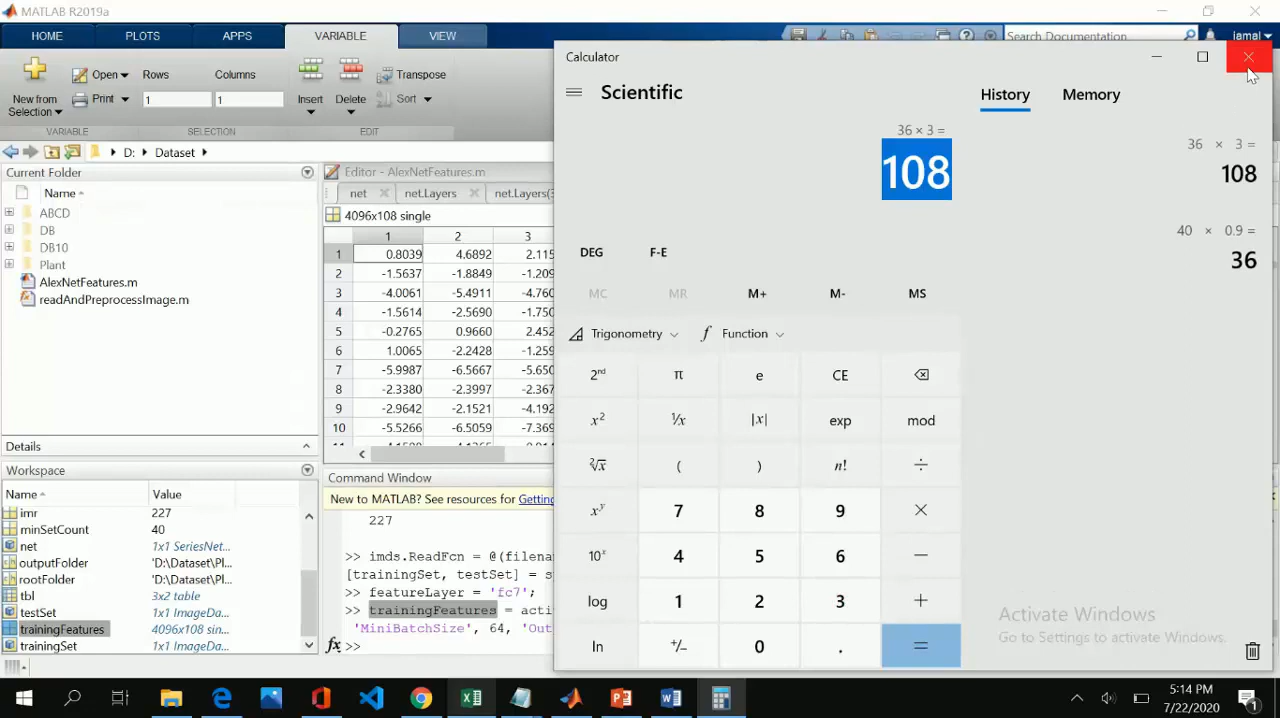 MATLAB R2019a
HOME PLOTS APPS VARIABLE VIEW
Search Documentation
jamal
New from Selection
Open
Print
Rows
Columns
1
1
Insert
Delete
Transpose
Sort
VARIABLE SELECTION EDIT
D: Dataset
Current Folder
Name
ABCD
DB
DB10
Plant
AlexNetFeatures.m
readAndPreprocessImage.m
Details
Workspace
Name Value
imr 227
minSetCount 40
net 1x1 SeriesNet...
outputFolder 'D:\Dataset\Pl...
rootFolder 'D:\Dataset\Pl...
tbl 3x2 table
testSet 1x1 ImageDa...
trainingFeatures 4096x108 sin...
trainingSet 1x1 ImageDa...
Editor - AlexNetFeatures.m
net net.Layers net.Layers(
4096x108 single
1 2 3
1 0.8039 4.6892 2.115
2 -1.5637 -1.8849 -1.209
3 -4.0061 -5.4911 -4.760
4 -1.5614 -2.5690 -1.750
5 -0.2765 0.9660 2.452
6 1.0065 -2.2428 -1.259
7 -5.9987 -6.5667 -5.650
8 -2.3380 -2.3997 -2.367
9 -2.9642 -2.1521 -4.192
10 -5.5266 -6.5059 -7.369
Command Window
New to MATLAB? See resources for Getting
227
>> imds.ReadFcn = @(filena
[trainingSet, testSet] = s
>> featureLayer = 'fc7';
>> trainingFeatures = acti
'MiniBatchSize', 64, 'Out
fx >>
Calculator
Scientific
36 × 3 =
108
History Memory
36 × 3 =
108
40 × 0.9 =
36
DEG F-E
MC MR M+ M- MS
Trigonometry
Function
2nd π e CE
x² ¹/x |x| exp mod
²√x ( ) n! ÷
xʸ 7 8 9 ×
10ˣ 4 5 6 −
log 1 2 3 +
ln +/− 0 . =
Activate Windows
Go to Settings to activate Windows.
5:14 PM
7/22/2020
1